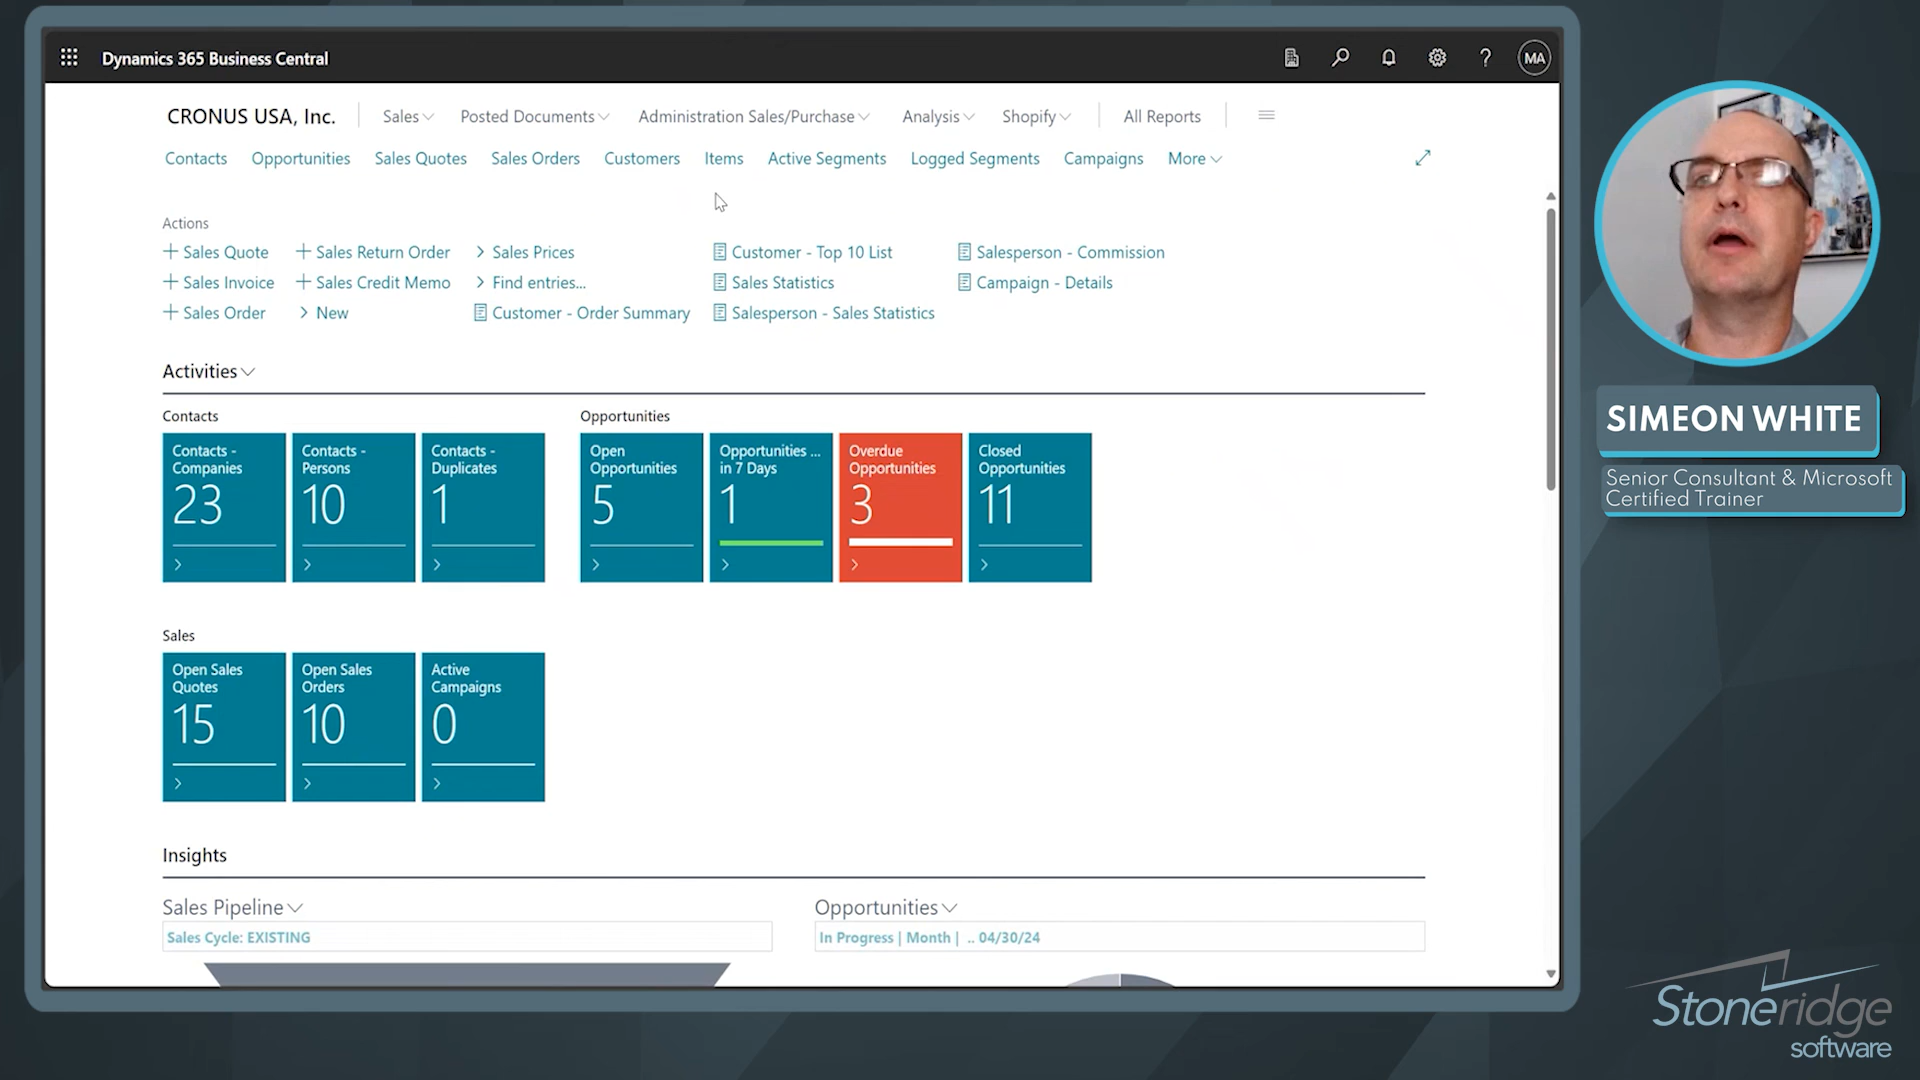 Dynamics 365 Business Central
?
MA
CRONUS USA, Inc.
Sales
Posted Documents
Administration Sales/Purchase
Analysis
Shopify
All Reports
Contacts
Opportunities
Sales Quotes
Sales Orders
Customers
Items
Active Segments
Logged Segments
Campaigns
More
Actions
+ Sales Quote
+ Sales Return Order
> Sales Prices
Customer - Top 10 List
Salesperson - Commission
+ Sales Invoice
+ Sales Credit Memo
> Find entries...
Sales Statistics
Campaign - Details
+ Sales Order
> New
Customer - Order Summary
Salesperson - Sales Statistics
Activities
Contacts
Contacts -
Companies
23
Contacts -
Persons
10
Contacts -
Duplicates
1
Opportunities
Open
Opportunities
5
Opportunities ...
in 7 Days
1
Overdue
Opportunities
3
Closed
Opportunities
11
Sales
Open Sales
Quotes
15
Open Sales
Orders
10
Active
Campaigns
0
Insights
Sales Pipeline
Sales Cycle: EXISTING
Opportunities
In Progress | Month | .. 04/30/24
SIMEON WHITE
Senior Consultant & Microsoft
Certified Trainer
Stoneridge
software